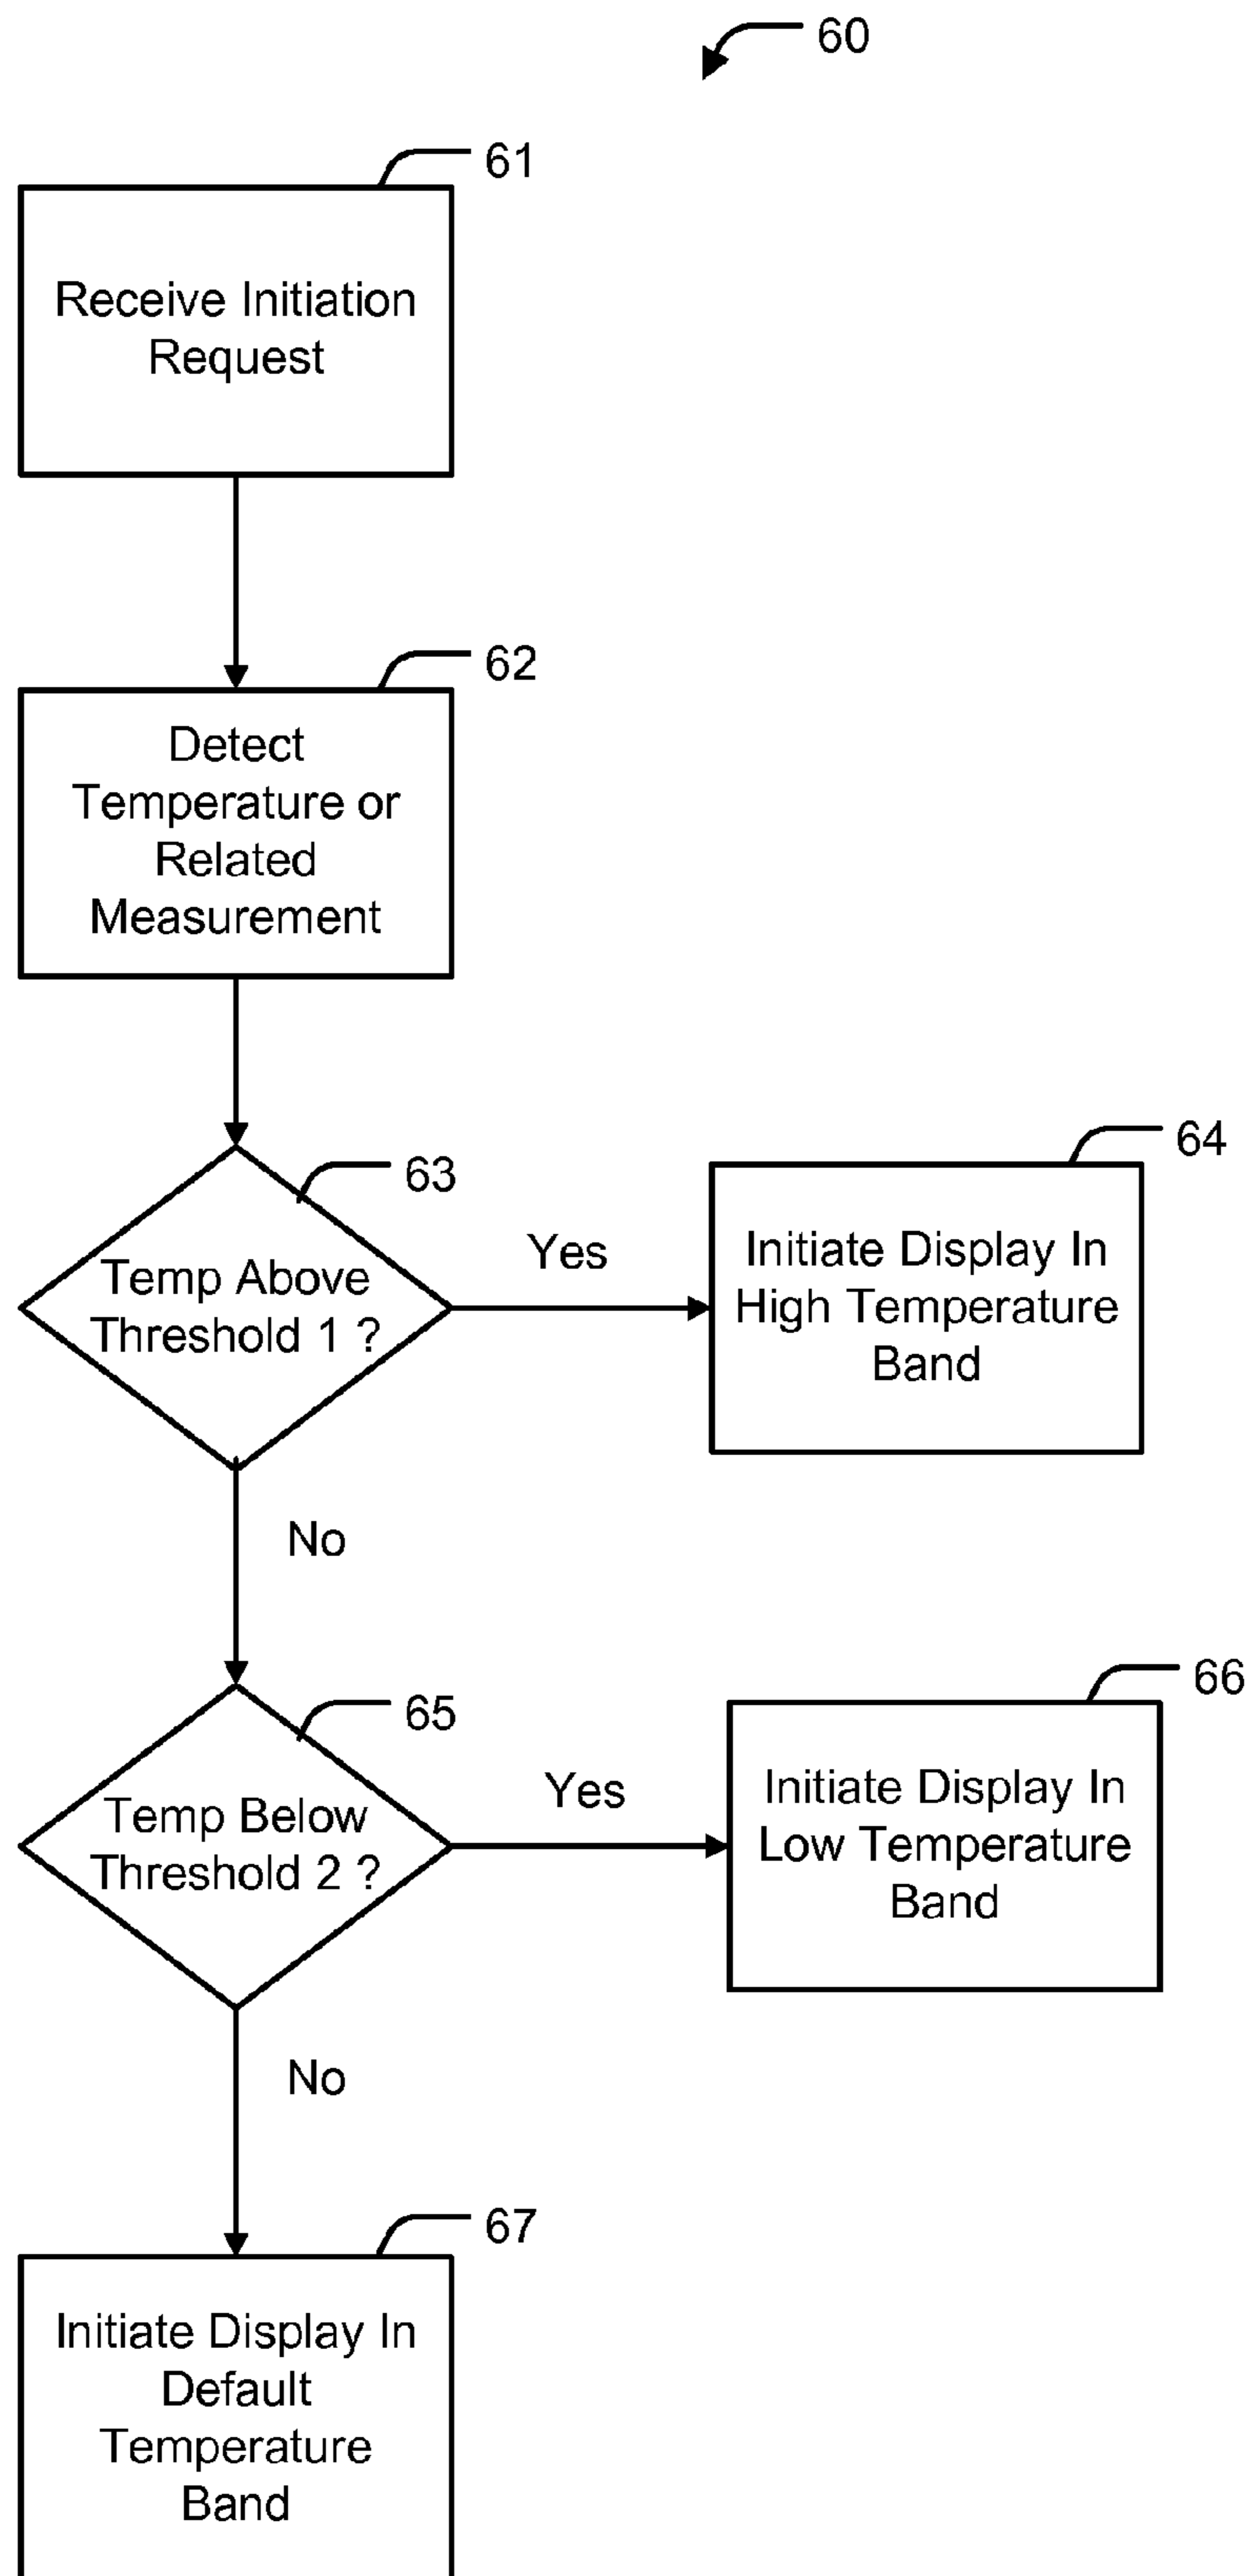 60
61
Receive Initiation
Request
62
Detect
Temperature or
Related
Measurement
63
Temp Above
Threshold 1 ?
Yes
64
Initiate Display In
High Temperature
Band
No
65
Temp Below
Threshold 2 ?
Yes
66
Initiate Display In
Low Temperature
Band
No
67
Initiate Display In
Default
Temperature
Band